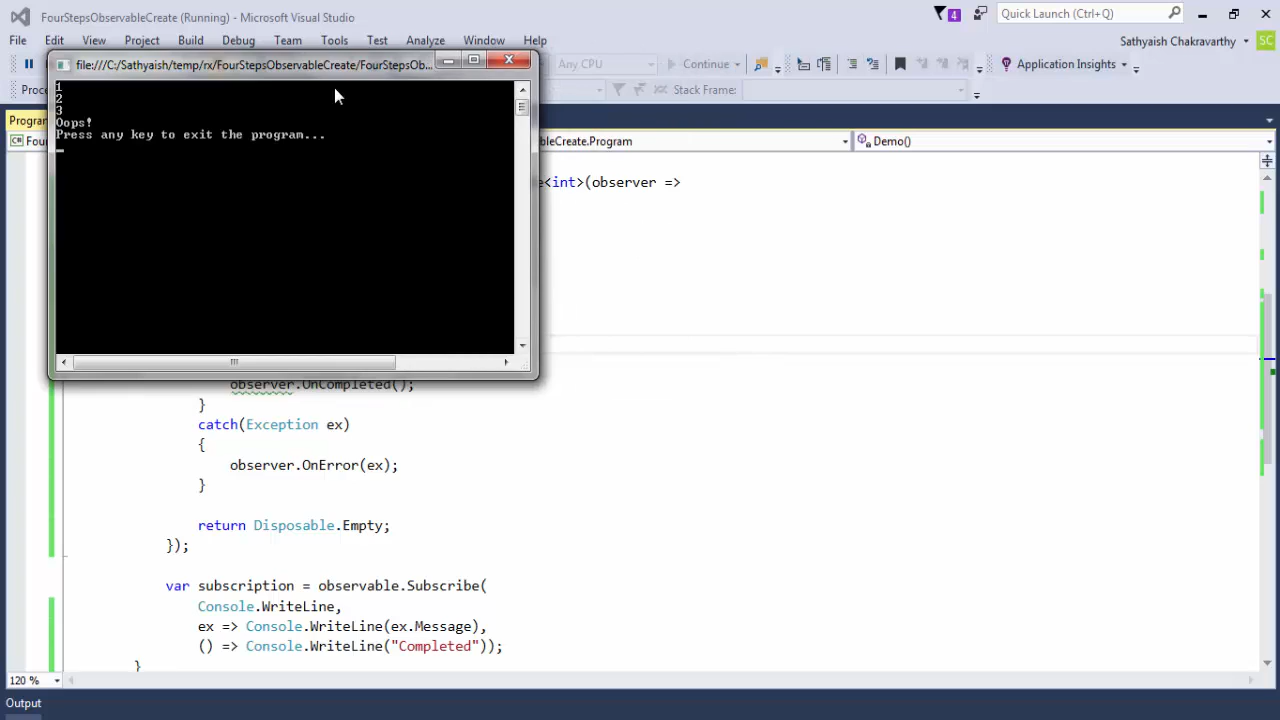 FourStepsObservableCreate (Running) - Microsoft Visual Studio
4
Quick Launch (Ctrl+Q)
File Edit View Project Build Debug Team Tools Test Analyze Window Help
Sathyaish Chakravarthy
SC
file:///C:/Sathyaish/temp/rx/FourStepsObservableCreate/FourStepsOb...
Any CPU
Continue
Application Insights
Stack Frame:
1
2
3
Oops!
Press any key to exit the program...
bleCreate.Program
Demo()
e<int>(observer =>
observer.OnCompleted();
}
catch(Exception ex)
{
observer.OnError(ex);
}
return Disposable.Empty;
});
var subscription = observable.Subscribe(
Console.WriteLine,
ex => Console.WriteLine(ex.Message),
() => Console.WriteLine("Completed"));
}
120 %
Output